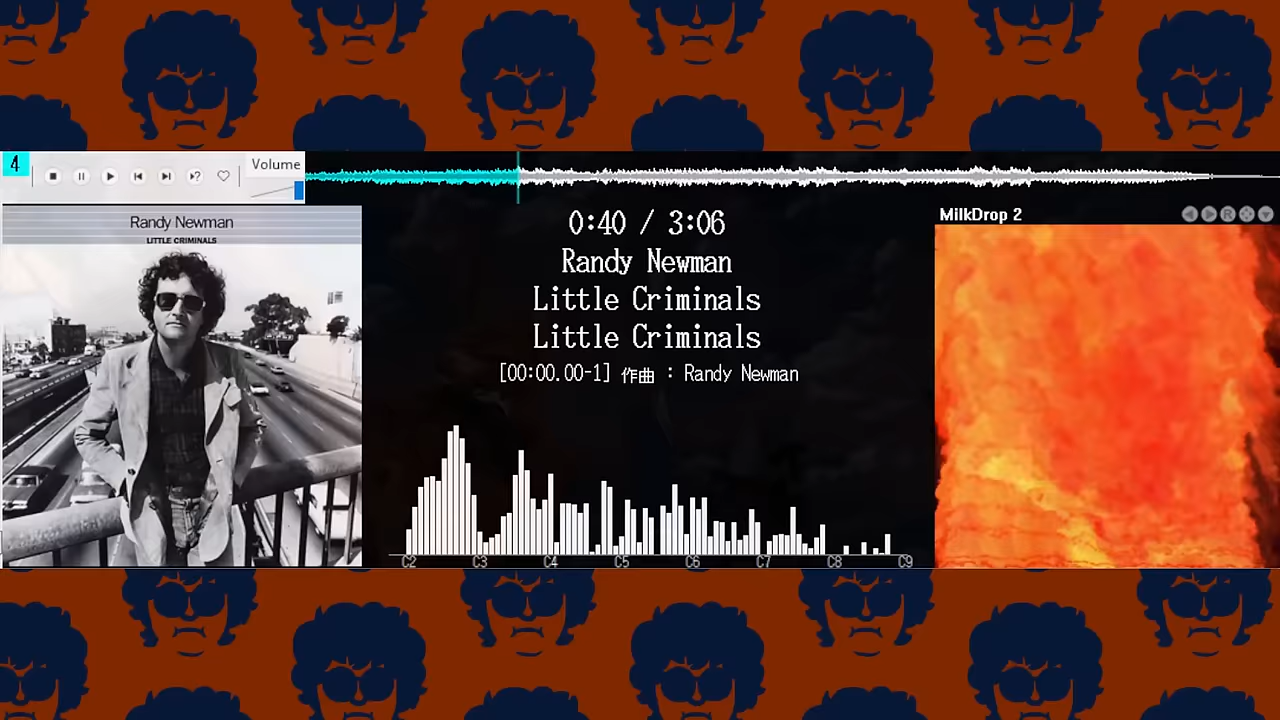 4
Volume
Randy Newman
LITTLE CRIMINALS
0:40 / 3:06
Randy Newman
Little Criminals
Little Criminals
[00:00.00-1] 作曲 : Randy Newman
MilkDrop 2
R
C2 C3 C4 C5 C6 C7 C8 C9